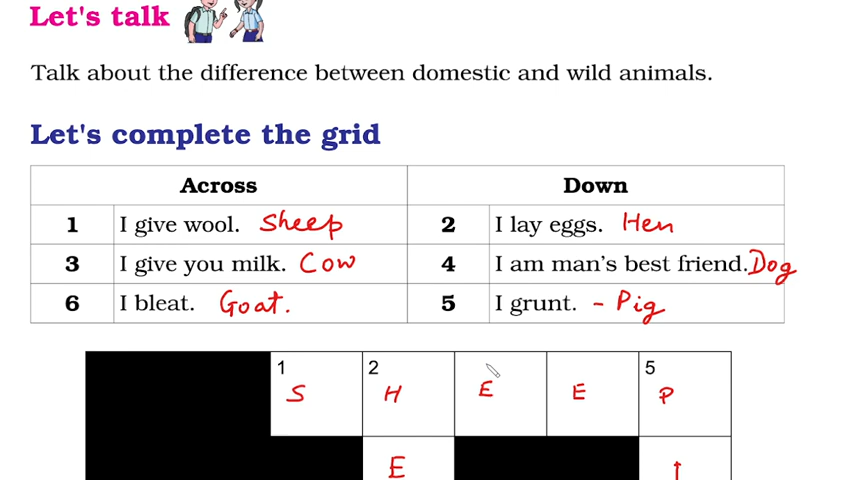 Let's talk
Talk about the difference between domestic and wild animals.
Let's complete the grid
Across Down
1 I give wool. Sheep 2 I lay eggs. Hen
3 I give you milk. Cow 4 I am man's best friend. Dog
6 I bleat. Goat. 5 I grunt. - Pig
1 2 5
S H E E P
E I